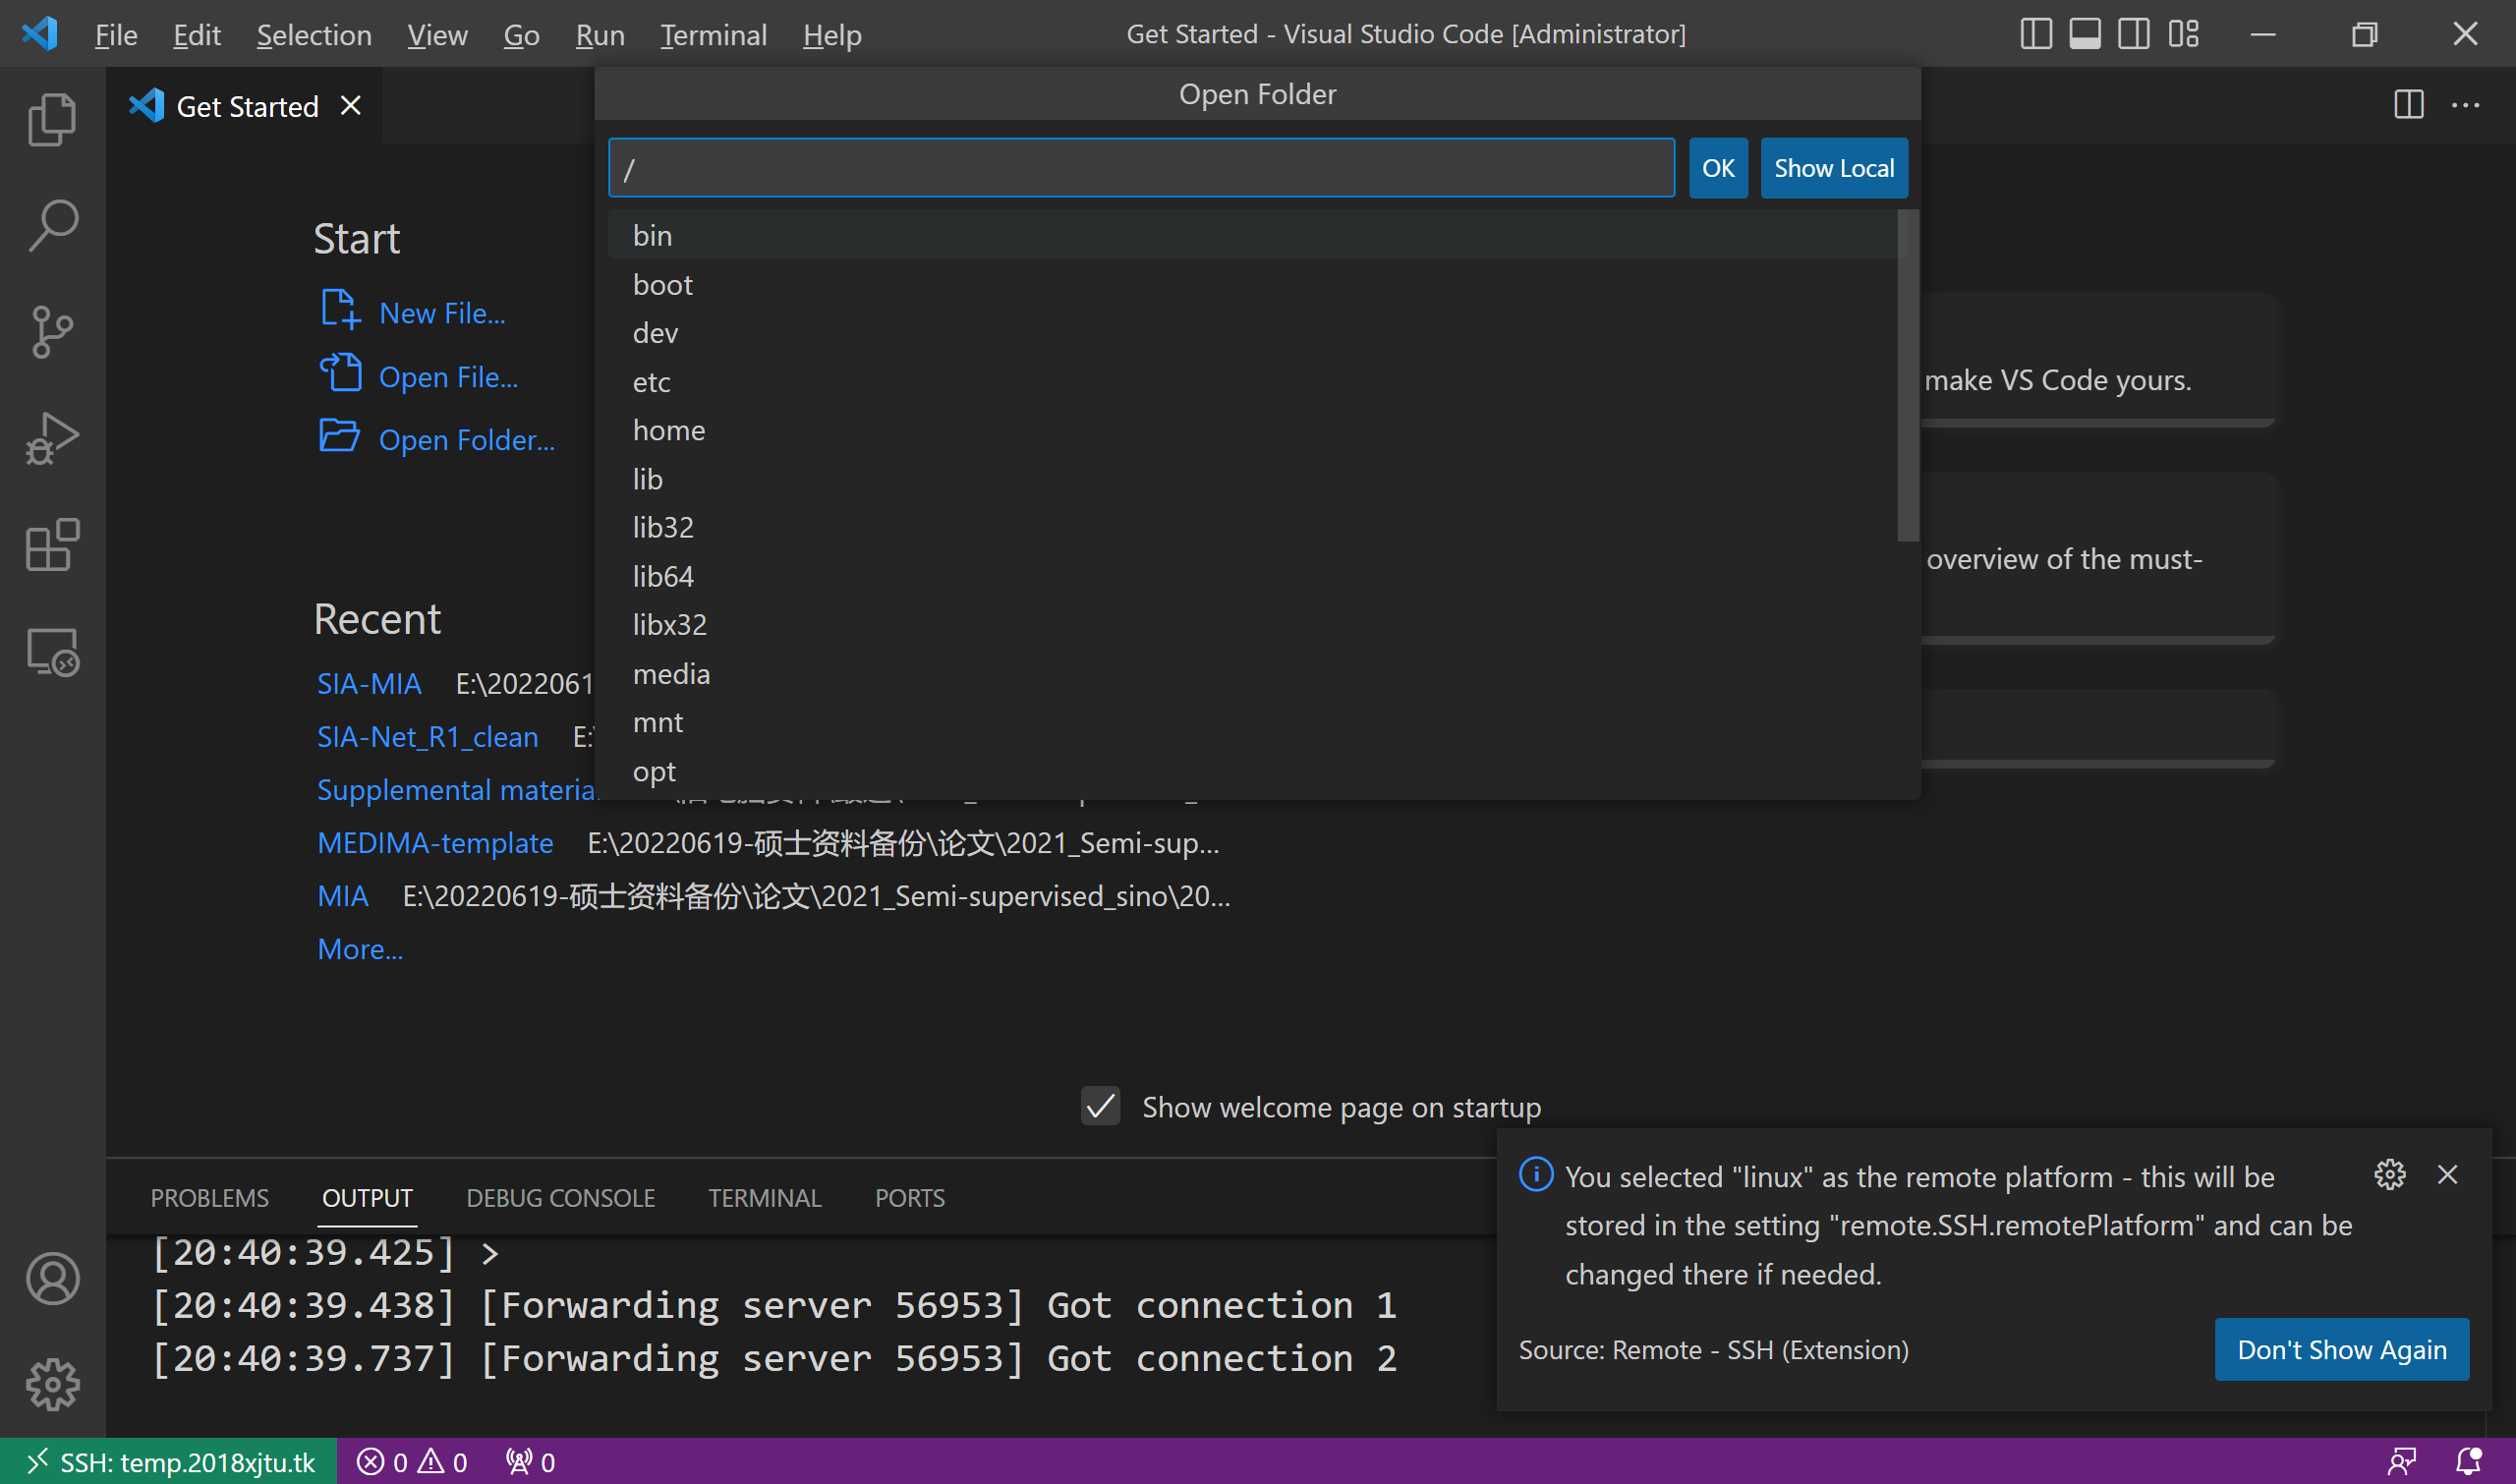 File Edit Selection View Go Run Terminal Help
Get Started - Visual Studio Code [Administrator]
Get Started
Open Folder
/
OK
Show Local
bin
boot
dev
etc
home
lib
lib32
lib64
libx32
media
mnt
opt
Start
New File...
Open File...
Open Folder...
make VS Code yours.
overview of the must-
Recent
SIA-MIA E:\2022061
SIA-Net_R1_clean E:\
Supplemental material
MEDIMA-template E:\20220619-硕士资料备份\论文\2021_Semi-sup...
MIA E:\20220619-硕士资料备份\论文\2021_Semi-supervised_sino\20...
More...
Show welcome page on startup
PROBLEMS OUTPUT DEBUG CONSOLE TERMINAL PORTS
[20:40:39.425] >
[20:40:39.438] [Forwarding server 56953] Got connection 1
[20:40:39.737] [Forwarding server 56953] Got connection 2
You selected "linux" as the remote platform - this will be
stored in the setting "remote.SSH.remotePlatform" and can be
changed there if needed.
Source: Remote - SSH (Extension)
Don't Show Again
SSH: temp.2018xjtu.tk 0 0 0